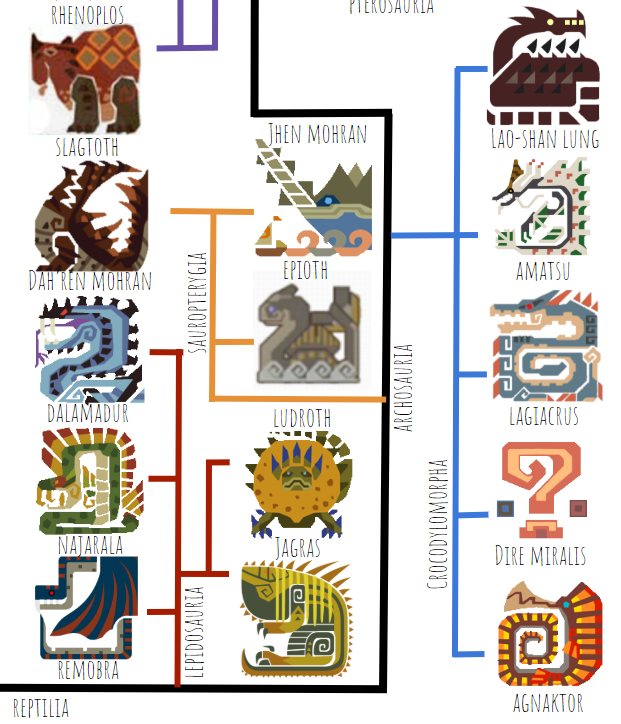 RHENOPLOS
PTEROSAURIA
SLAGTOTH
JHEN MOHRAN
LAO-SHAN LUNG
DAH'REN MOHRAN
EPIOTH
AMATSU
SAUROPTERYGIA
DALAMADUR
LUDROTH
ARCHOSAURIA
LAGIACRUS
NAJARALA
JAGRAS
CROCODYLOMORPHA
DIRE MIRALIS
REMOBRA
LEPIDOSAURIA
AGNAKTOR
REPTILIA